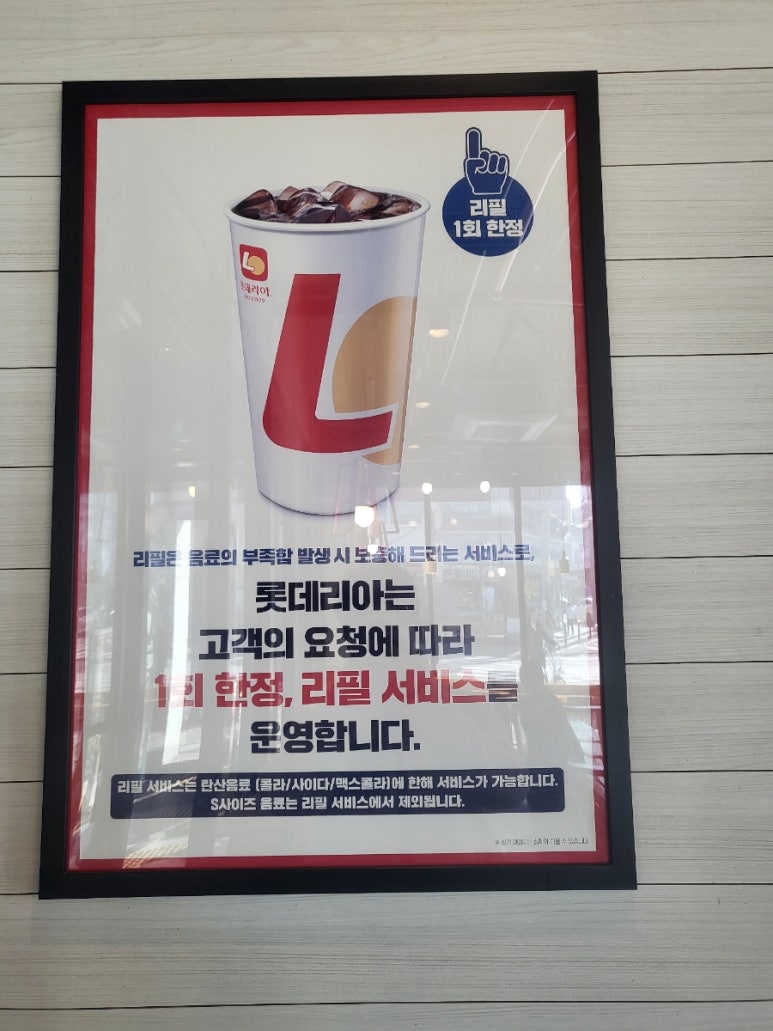 리필
1회 한정
롯데리아
리필은 음료의 부족함 발생 시 보충해 드리는 서비스로,
롯데리아는
고객의 요청에 따라
1회 한정, 리필 서비스를
운영합니다.
리필 서비스는 탄산음료 (콜라/사이다/맥스콜라)에 한해 서비스가 가능합니다.
S사이즈 음료는 리필 서비스에서 제외됩니다.